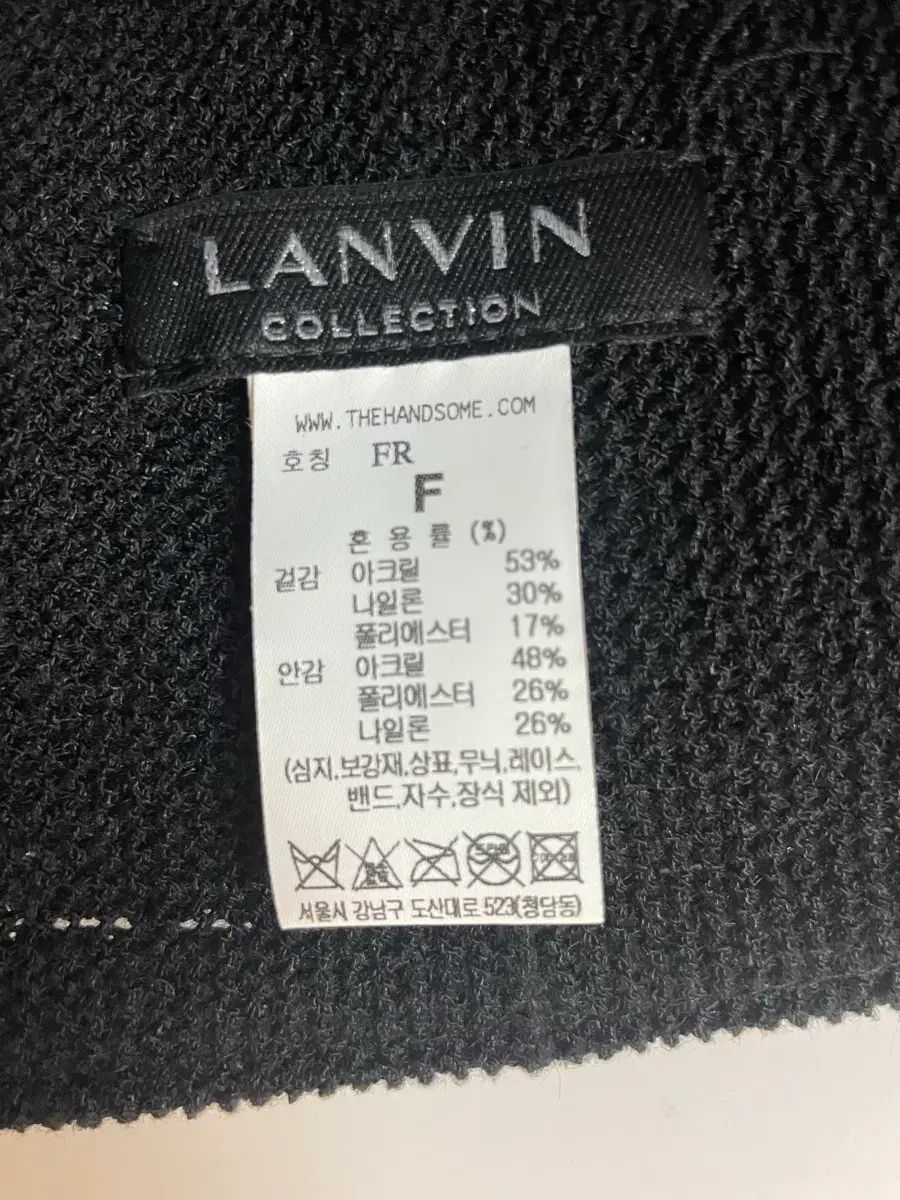 LANVIN
COLLECTION
WWW.THEHANDSOME.COM
호칭 FR
F
혼용률 (%)
겉감 아크릴 53%
나일론 30%
폴리에스터 17%
안감 아크릴 48%
폴리에스터 26%
나일론 26%
(심지,보강재,상표,무늬,레이스,
밴드,자수,장식 제외)
서울시 강남구 도산대로 523(청담동)